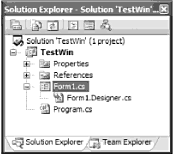 Solution Explorer - Solution 'TestWin'...
Solution 'TestWin' (1 project)
TestWin
Properties
References
Form1.cs
Form1.Designer.cs
Program.cs
Solution Explorer
Team Explorer